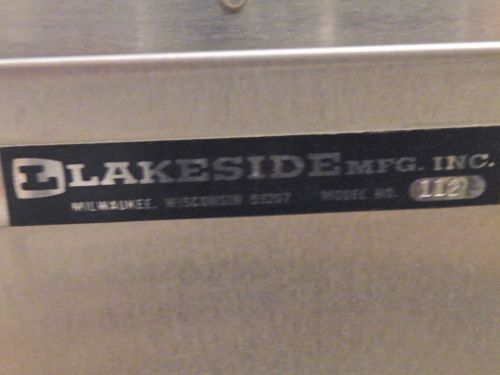 L LAKESIDE MFG. INC.
MILWAUKEE, WISCONSIN 53207 MODEL NO. 112